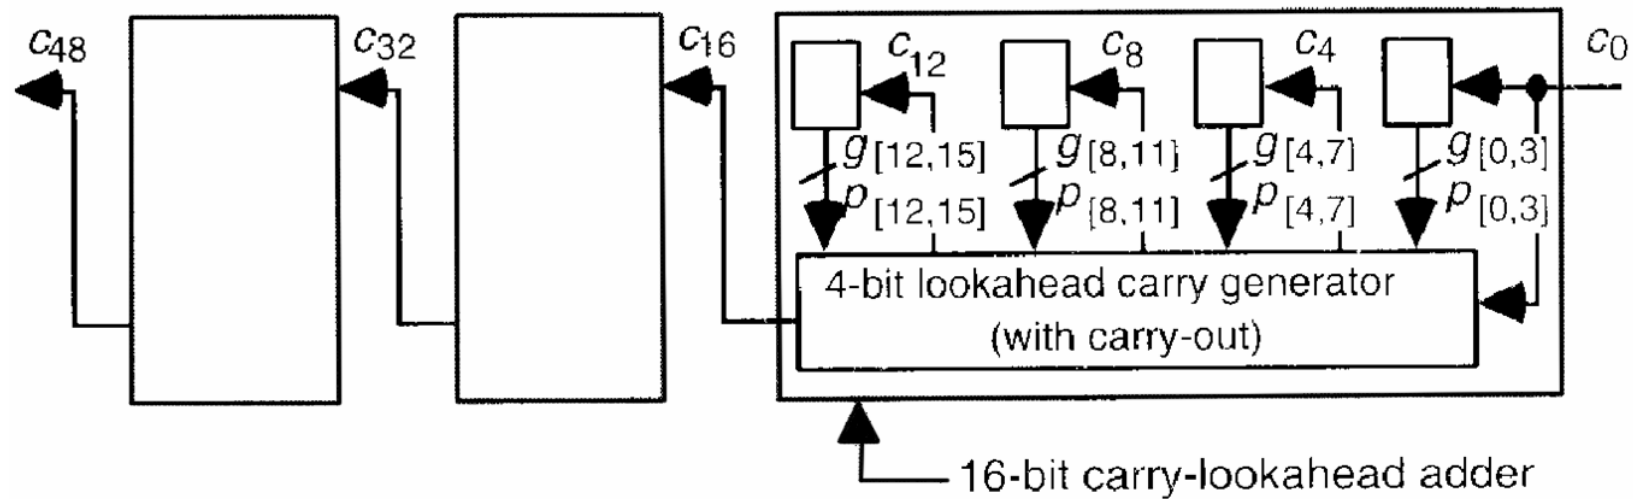 c48 c32 c16 c12 c8 c4 c0
g[12,15] g[8,11] g[4,7] g[0,3]
p[12,15] p[8,11] p[4,7] p[0,3]
4-bit lookahead carry generator
(with carry-out)
16-bit carry-lookahead adder